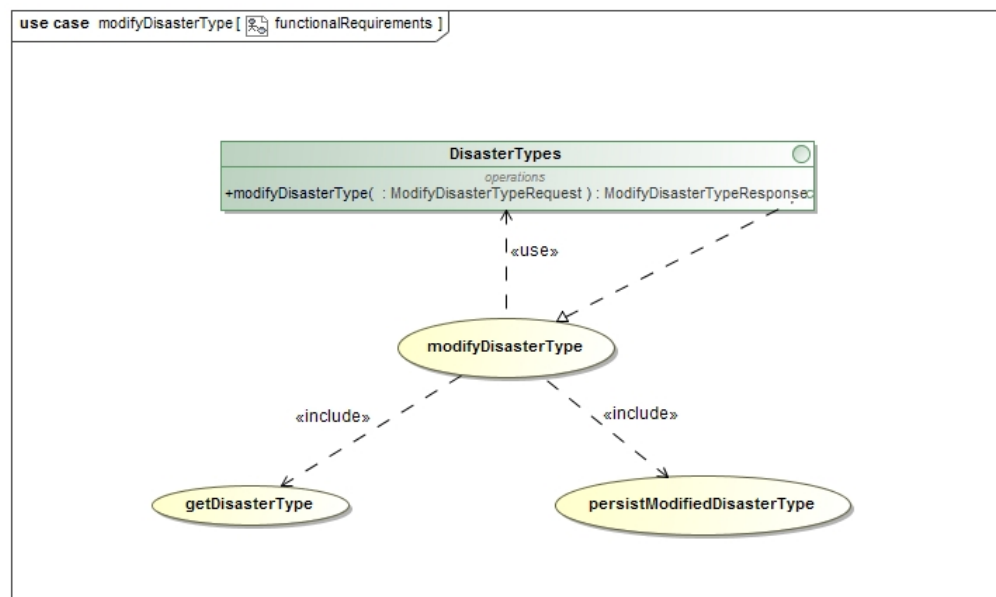 use case modifyDisasterType [ functionalRequirements ]
DisasterTypes
operations
+modifyDisasterType( : ModifyDisasterTypeRequest ) : ModifyDisasterTypeResponse
«use»
modifyDisasterType
«include»
«include»
getDisasterType
persistModifiedDisasterType